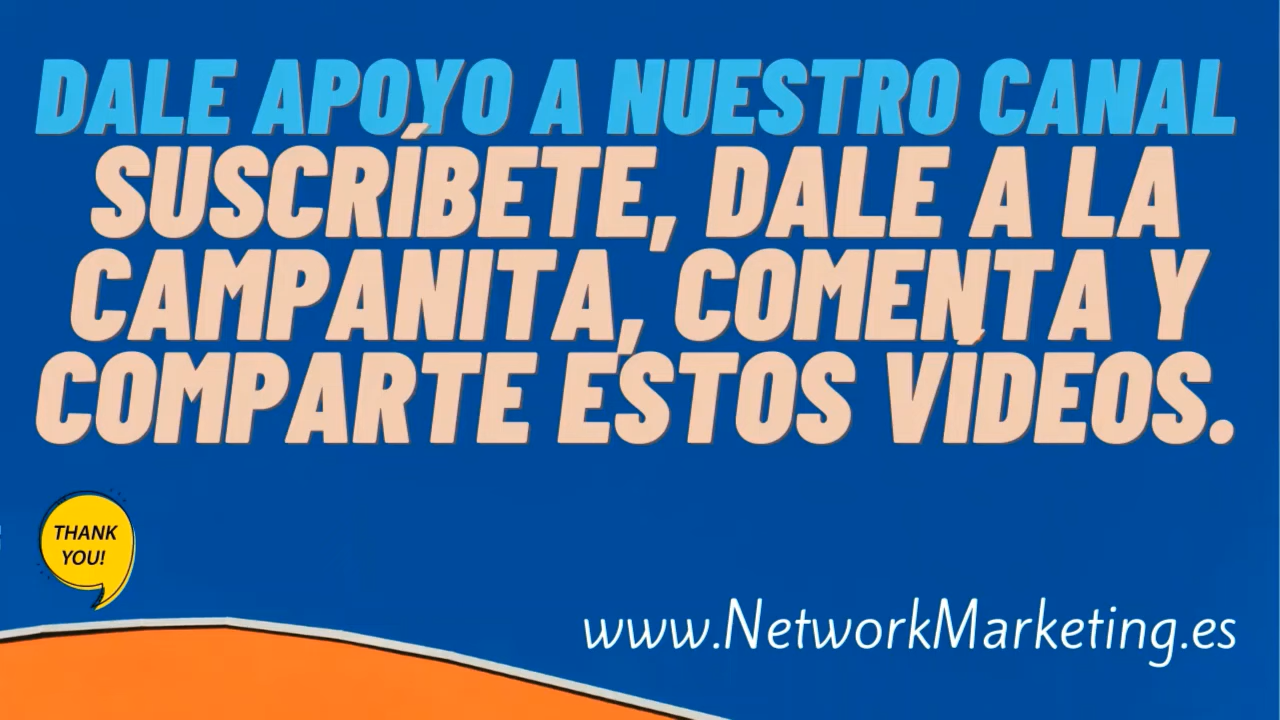 DALE APOYO A NUESTRO CANAL
SUSCRÍBETE, DALE A LA
CAMPANITA, COMENTA Y
COMPARTE ESTOS VÍDEOS.
THANK
YOU!
www.NetworkMarketing.es